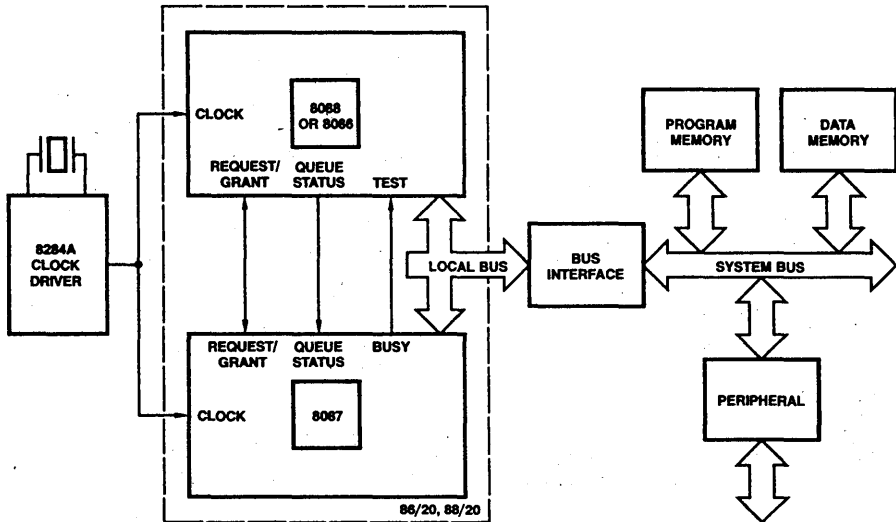 8284A
CLOCK
DRIVER
CLOCK
8088
OR 8086
REQUEST/
GRANT
QUEUE
STATUS
TEST
LOCAL BUS
REQUEST/
GRANT
QUEUE
STATUS
BUSY
CLOCK
8087
86/20, 88/20
BUS
INTERFACE
PROGRAM
MEMORY
DATA
MEMORY
SYSTEM BUS
PERIPHERAL